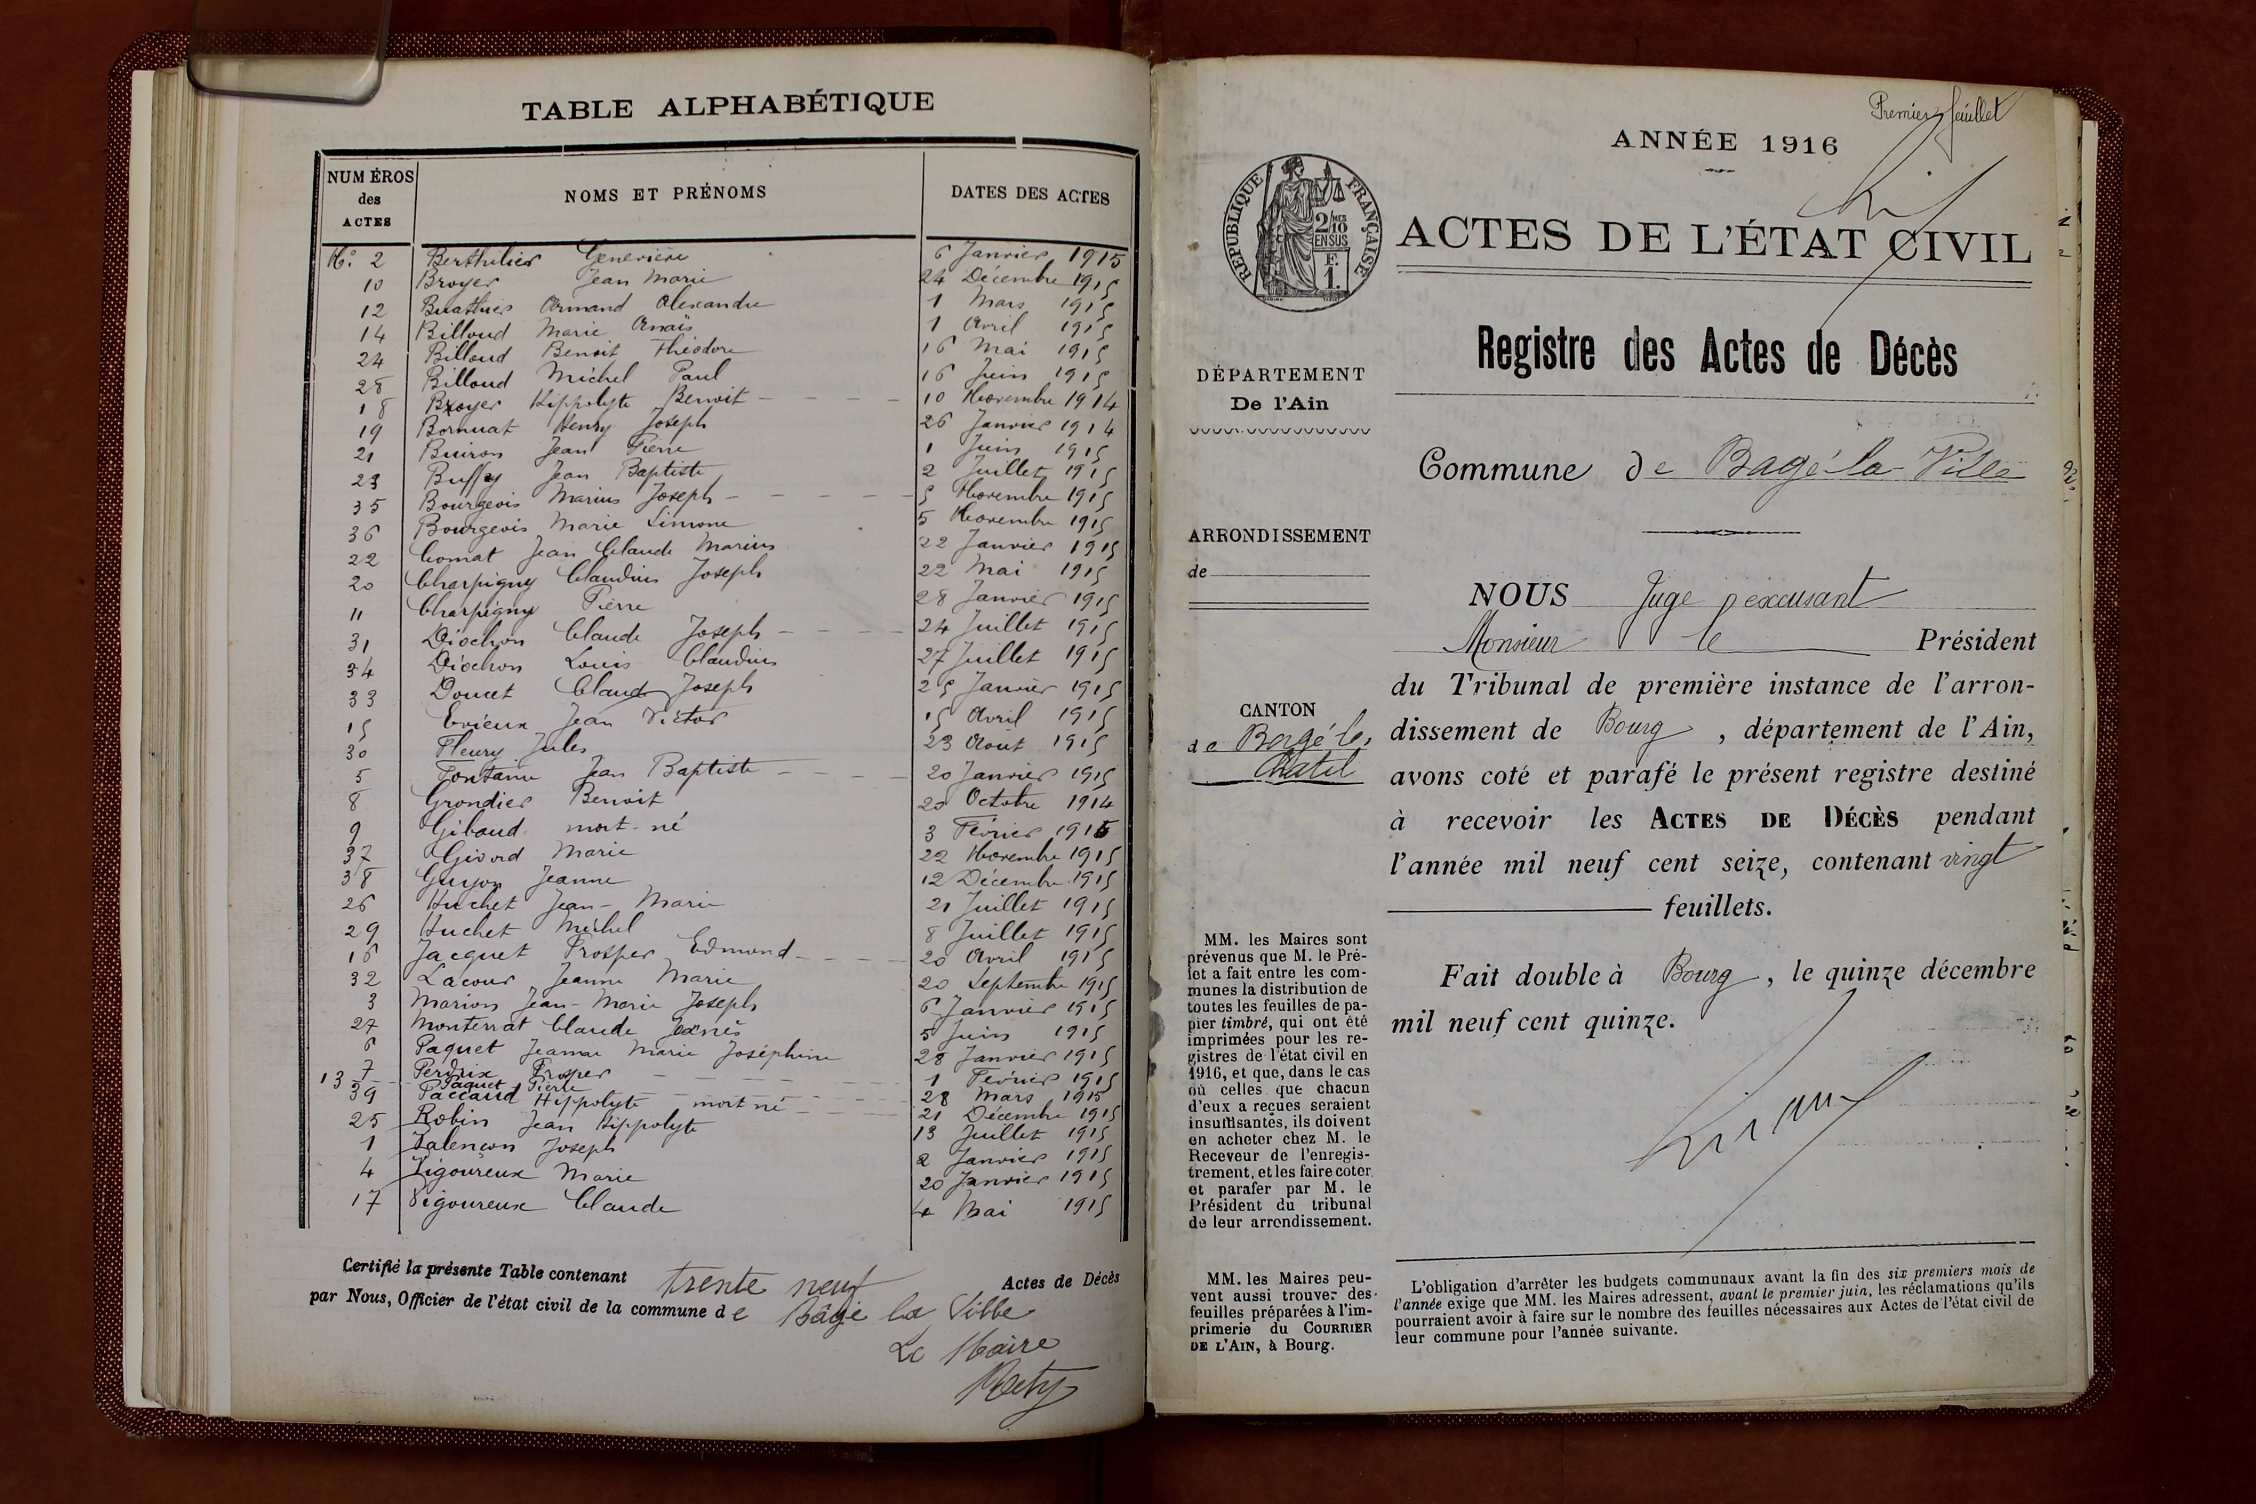 TABLE ALPHABÉTIQUE
NUMÉROS des ACTES
NOMS ET PRÉNOMS
DATES DES ACTES
No 2 Berthelier Geneviève 6 Janvier 1915
10 Broyer Jean Marie 24 Décembre 1915
12 Buathier Armand Alexandre 1 Mars 1915
14 Billoud Marie Anaïs 1 Avril 1915
24 Billoud Benoit Théodore 16 Mai 1915
28 Billoud Michel Paul 16 Juin 1915
18 Broyer Hippolyte Benoit 10 Novembre 1914
19 Bornuat Henry Joseph 26 Janvier 1914
21 Buiron Jean Pierre 1 Juin 1915
23 Buffy Jean Baptiste 2 Juillet 1915
35 Bourgeois Marius Joseph 5 Novembre 1915
36 Bourgeois Marie Simone 5 Novembre 1915
22 Comat Jean Claude Marius 22 Janvier 1915
20 Charpigny Claudius Joseph 22 Mai 1915
11 Charpigny Pierre 28 Janvier 1915
31 Diochon Claude Joseph 24 Juillet 1915
34 Diochon Louis Claudius 27 Juillet 1915
33 Doucet Claude Joseph 25 Janvier 1915
15 Evieux Jean Victor 15 Avril 1915
30 Fleury Jules 23 Août 1915
5 Fontaine Jean Baptiste 20 Janvier 1915
8 Grondier Benoit 20 Octobre 1914
9 Giboud mort-né 3 Février 1915
37 Givord Marie 22 Novembre 1915
38 Guyon Jeanne 12 Décembre 1915
26 Huchet Jean-Marie 21 Juillet 1915
29 Huchet Michel 8 Juillet 1915
16 Jacquet Prosper Edmond 20 Avril 1915
32 Lacour Jeanne Marie 20 Septembre 1915
3 Marion Jean-Marie Joseph 6 Janvier 1915
27 Monterrat Claude 5 Juin 1915
6 Paquet Jeanne Marie Joséphine 28 Janvier 1915
7 Perdrix Prosper 1 Février 1915
13 Paquet Pierre 28 Mars 1915
39 Paccaud Hippolyte mort né 21 Décembre 1915
25 Robin Jean Hippolyte 13 Juillet 1915
1 Valençon Joseph 2 Janvier 1915
4 Vigoureux Marie 20 Janvier 1915
17 Vigoureux Claude 4 Mai 1915
Certifié la présente Table contenant trente neuf Actes de Décès
par Nous, Officier de l'état civil de la commune de Bâgé la Ville
Le Maire
Premier feuillet
ANNÉE 1916
RÉPUBLIQUE FRANÇAISE
2/10 MES
EN SUS
F.
1.
ACTES DE L'ÉTAT CIVIL
Registre des Actes de Décès
DÉPARTEMENT
De l'Ain
Commune de Bagé-la Ville
ARRONDISSEMENT
de
NOUS Juge p excusant
Monsieur le Président
du Tribunal de première instance de l'arron-
dissement de Bourg, département de l'Ain,
avons coté et parafé le présent registre destiné
à recevoir les ACTES DE DÉCÈS pendant
l'année mil neuf cent seize, contenant vingt
feuillets.
Fait double à Bourg, le quinze décembre
mil neuf cent quinze.
CANTON
de Bagé-le-
Chatel
MM. les Maires sont
prévenus que M. le Pré-
fet a fait entre les com-
munes la distribution de
toutes les feuilles de pa-
pier timbré, qui ont été
imprimées pour les re-
gistres de l'état civil en
1916, et que, dans le cas
où celles que chacun
d'eux a reçues seraient
insuffisantes, ils doivent
en acheter chez M. le
Receveur de l'enregis-
trement, et les faire coter
et parafer par M. le
Président du tribunal
de leur arrondissement.
MM. les Maires peu-
vent aussi trouver des
feuilles préparées à l'im-
primerie du COURRIER
DE L'AIN, à Bourg.
L'obligation d'arrêter les budgets communaux avant la fin des six premiers mois de
l'année exige que MM. les Maires adressent, avant le premier juin, les réclamations qu'ils
pourraient avoir à faire sur le nombre des feuilles nécessaires aux Actes de l'état civil de
leur commune pour l'année suivante.